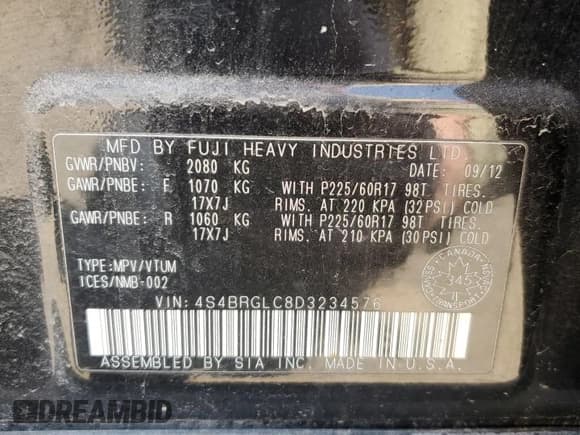 MFD BY FUJI HEAVY INDUSTRIES LTD.
GVWR/PNBV: 2080 KG DATE: 09/12
GAWR/PNBE: F 1070 KG WITH P225/60R17 98T TIRES.
17X7J RIMS, AT 220 KPA (32PSI) COLD
GAWR/PNBE: R 1060 KG WITH P225/60R17 98T TIRES.
17X7J RIMS, AT 210 KPA (30PSI) COLD
TYPE:MPV/VTUM
ICES/NMB-002
CANADA
345
TRANSPORT
VIN: 4S4BRGLC8D3234576
ASSEMBLED BY SIA INC. MADE IN U.S.A.
DREAMBID